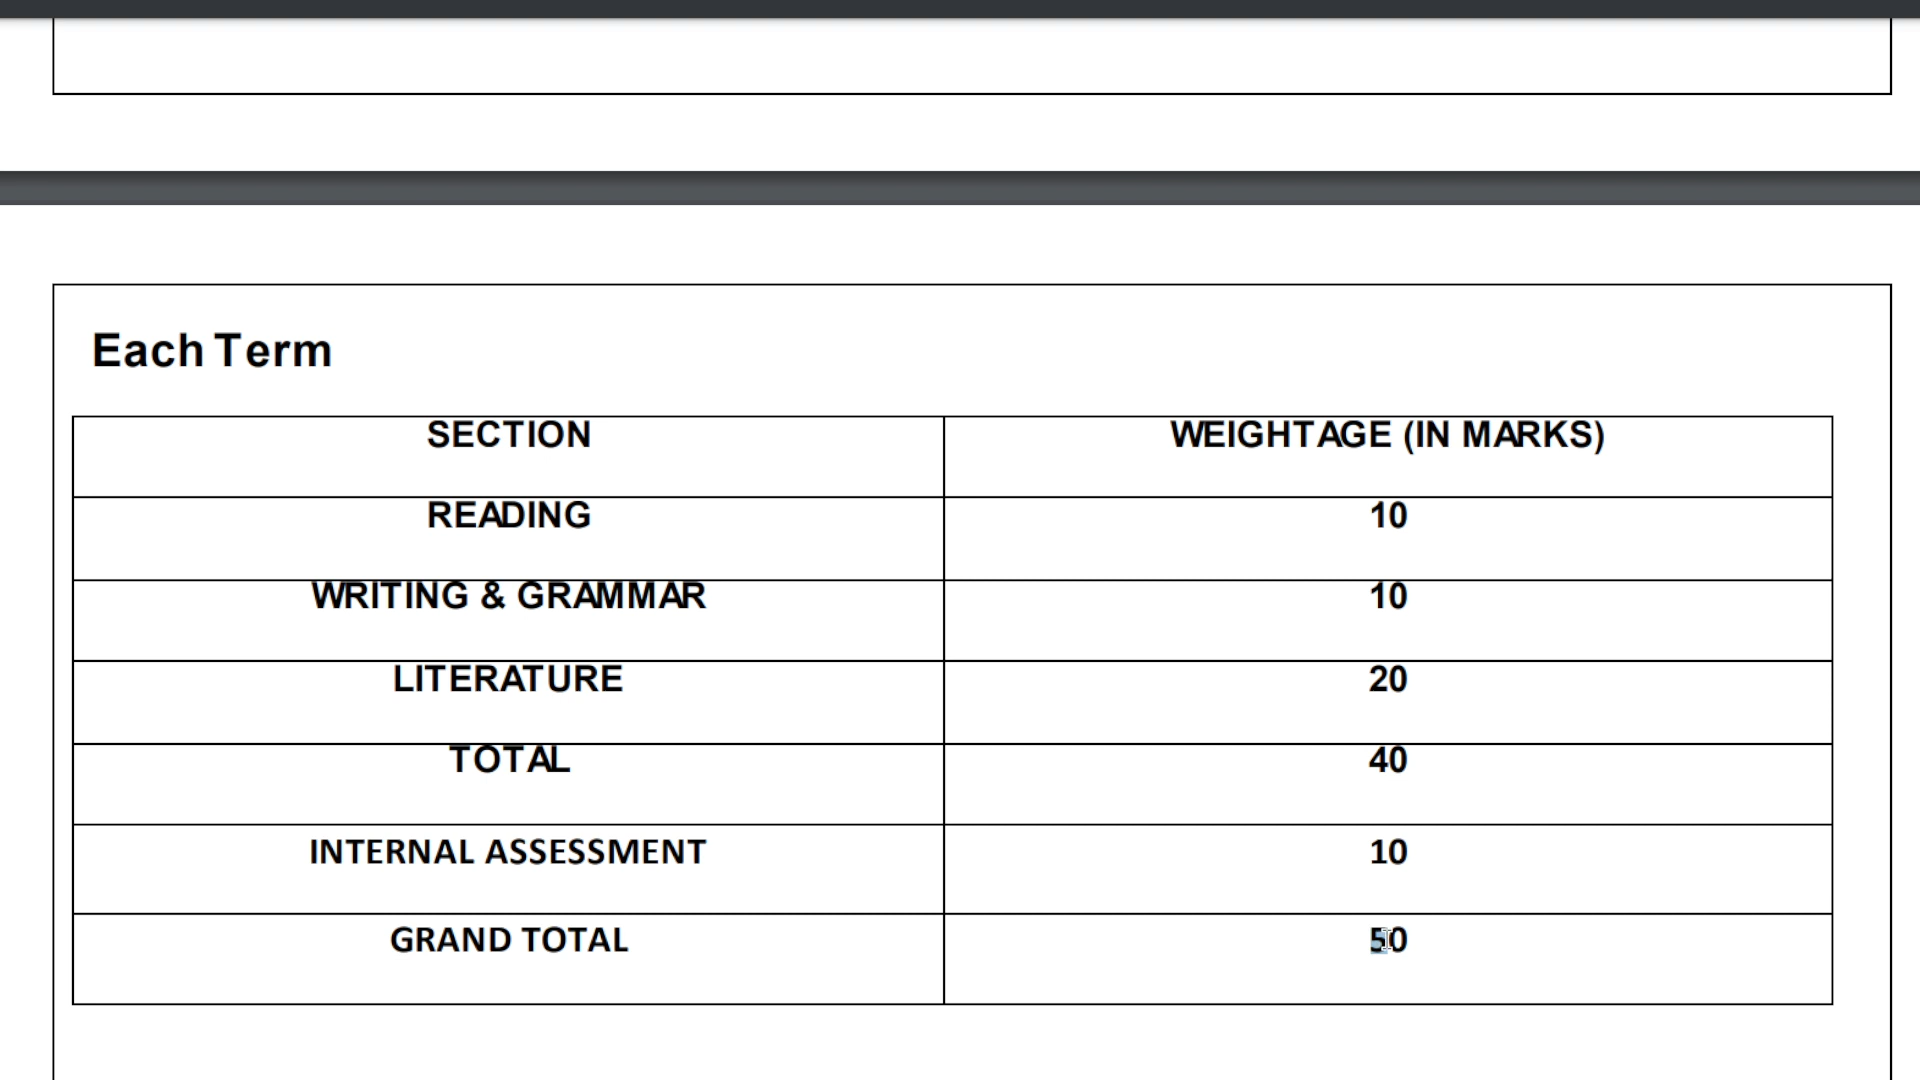 Each Term
SECTION WEIGHTAGE (IN MARKS)
READING 10
WRITING & GRAMMAR 10
LITERATURE 20
TOTAL 40
INTERNAL ASSESSMENT 10
GRAND TOTAL 50